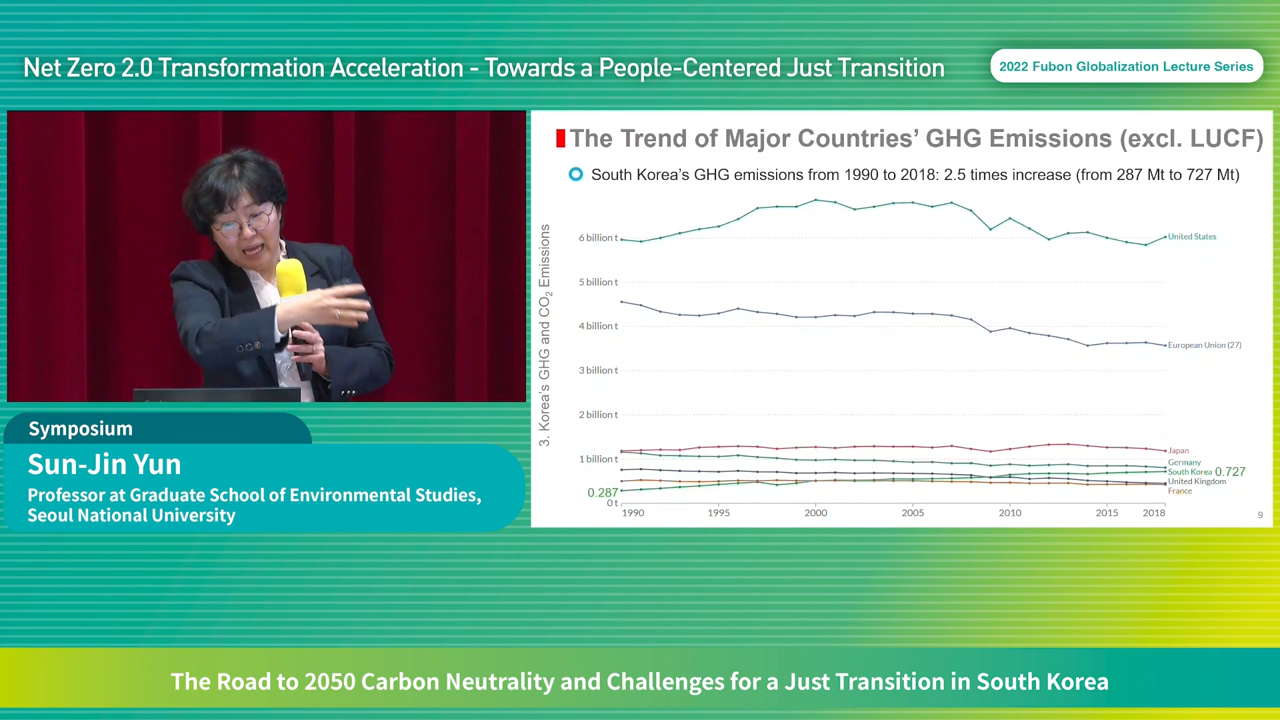 Net Zero 2.0 Transformation Acceleration - Towards a People-Centered Just Transition
2022 Fubon Globalization Lecture Series
The Trend of Major Countries' GHG Emissions (excl. LUCF)
South Korea's GHG emissions from 1990 to 2018: 2.5 times increase (from 287 Mt to 727 Mt)
3. Korea's GHG and CO2 Emissions
6 billion t
United States
5 billion t
4 billion t
European Union (27)
3 billion t
2 billion t
1 billion t
Japan
Germany
South Korea 0.727
United Kingdom
France
0.287
0 t
1990 1995 2000 2005 2010 2015 2018
9
Symposium
Sun-Jin Yun
Professor at Graduate School of Environmental Studies,
Seoul National University
The Road to 2050 Carbon Neutrality and Challenges for a Just Transition in South Korea